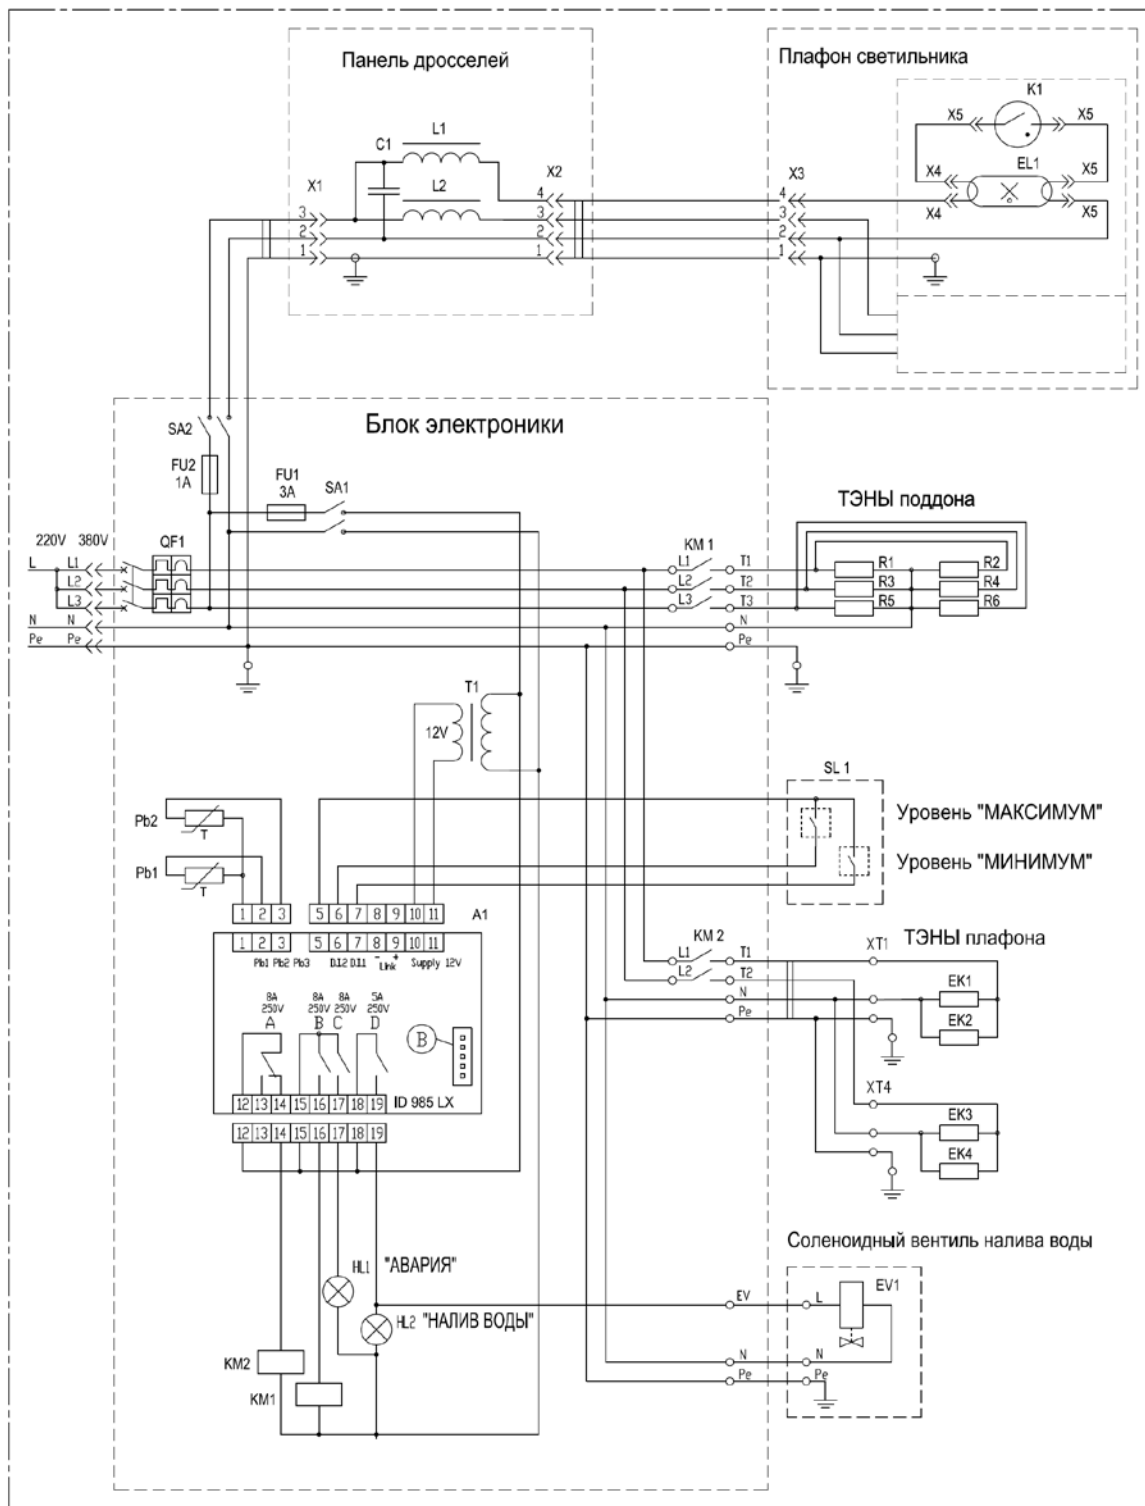 Панель дросселей
Плафон светильника
K1
X5
X5
L1
C1
EL1
X4
X5
X1
L2
X2
X3
X4
X5
4
4
3
3
3
2
2
2
1
1
1
SA2
Блок электроники
FU2
1A
FU1
3A
SA1
ТЭНЫ поддона
220V 380V
QF1
KM 1
L
L1
L1
T1
R1
R2
L2
L2
T2
R3
R4
L3
L3
T3
R5
R6
N
N
N
Pe
Pe
Pe
T1
12V
SL 1
Pb2
T
Уровень "МАКСИМУМ"
Pb1
T
Уровень "МИНИМУМ"
1 2 3
5 6 7 8 9 10 11
A1
1 2 3
5 6 7 8 9 10 11
Pb1 Pb2 Pb3
D.I.2 D.I.1
- +
Link
Supply 12V
KM 2
XT1
ТЭНЫ плафона
L1
T1
L2
T2
EK1
N
Pe
EK2
8A
250V
A
8A
250V
B
8A
250V
C
5A
250V
D
B
12 13 14 15 16 17 18 19
ID 985 LX
XT4
EK3
12 13 14 15 16 17 18 19
EK4
Соленоидный вентиль налива воды
HL1 "АВАРИЯ"
EV
L
EV1
HL2 "НАЛИВ ВОДЫ"
KM2
N
N
Pe
Pe
KM1